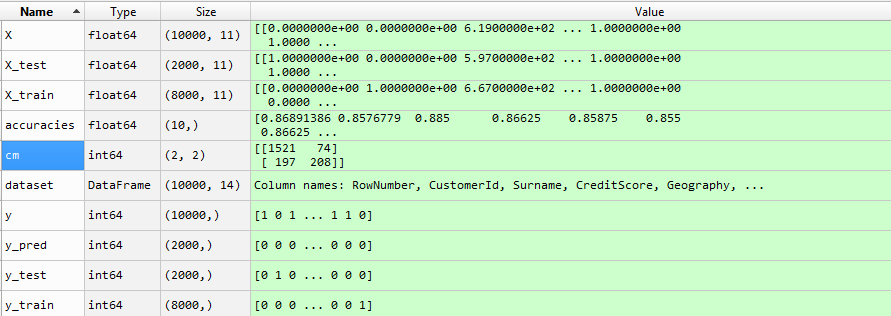 Name Type Size Value
X float64 (10000, 11) [[0.0000000e+00 0.0000000e+00 6.1900000e+02 ... 1.0000000e+00
1.0000 ...
X_test float64 (2000, 11) [[1.0000000e+00 0.0000000e+00 5.9700000e+02 ... 1.0000000e+00
1.0000 ...
X_train float64 (8000, 11) [[0.0000000e+00 1.0000000e+00 6.6700000e+02 ... 1.0000000e+00
0.0000 ...
accuracies float64 (10,) [0.86891386 0.8576779 0.885 0.86625 0.85875 0.855
0.86625 ...
cm int64 (2, 2) [[1521 74]
[ 197 208]]
dataset DataFrame (10000, 14) Column names: RowNumber, CustomerId, Surname, CreditScore, Geography, ...
y int64 (10000,) [1 0 1 ... 1 1 0]
y_pred int64 (2000,) [0 0 0 ... 0 0 0]
y_test int64 (2000,) [0 1 0 ... 0 0 0]
y_train int64 (8000,) [0 0 0 ... 0 0 1]